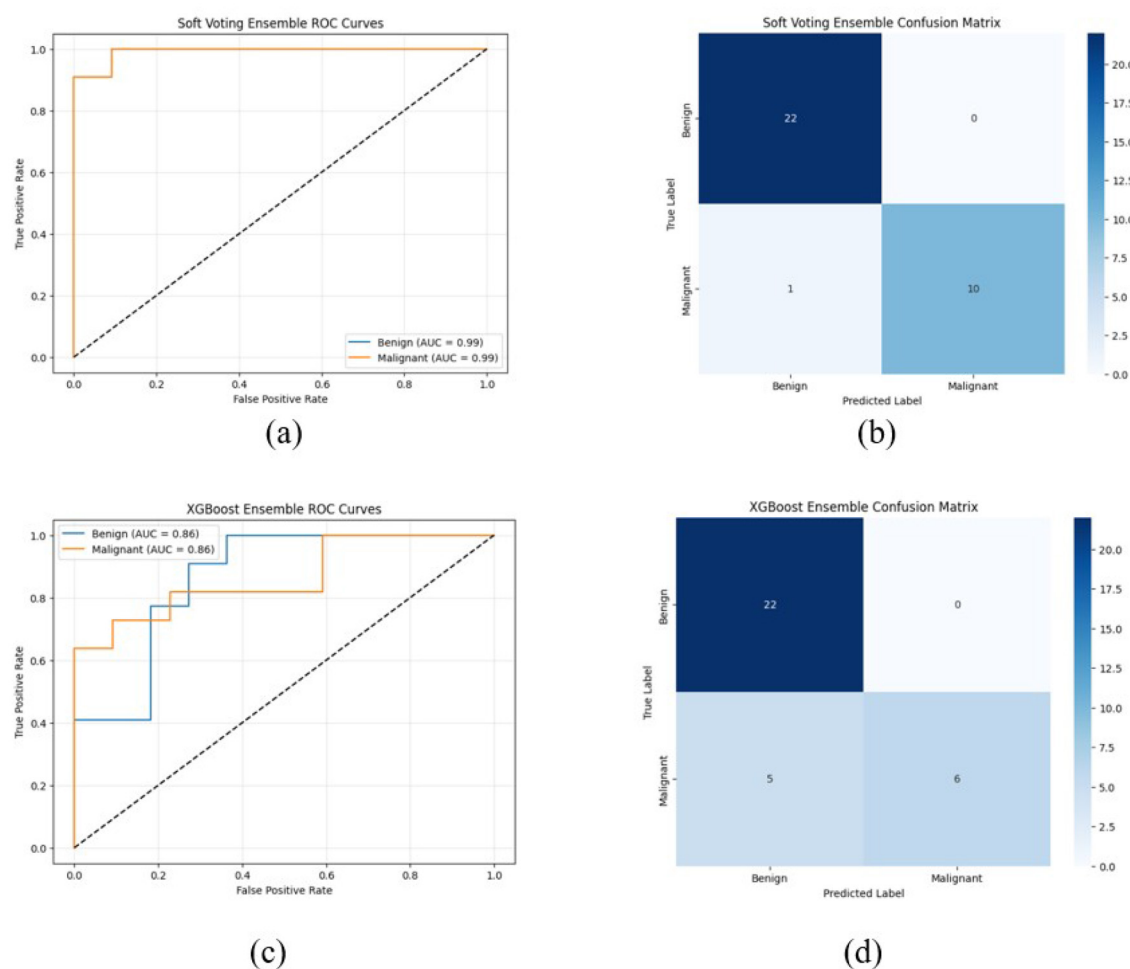 Soft Voting Ensemble ROC Curves
1.0
0.8
0.6
0.4
0.2
0.0
True Positive Rate
Benign (AUC = 0.99)
Malignant (AUC = 0.99)
0.0 0.2 0.4 0.6 0.8 1.0
False Positive Rate
(a)
Soft Voting Ensemble Confusion Matrix
Benign
Malignant
True Label
22 0
1 10
Benign Malignant
Predicted Label
20.0
17.5
15.0
12.5
10.0
7.5
5.0
2.5
0.0
(b)
XGBoost Ensemble ROC Curves
Benign (AUC = 0.86)
Malignant (AUC = 0.86)
1.0
0.8
0.6
0.4
0.2
0.0
True Positive Rate
0.0 0.2 0.4 0.6 0.8 1.0
False Positive Rate
(c)
XGBoost Ensemble Confusion Matrix
Benign
Malignant
True Label
22 0
5 6
Benign Malignant
Predicted Label
20.0
17.5
15.0
12.5
10.0
7.5
5.0
2.5
0.0
(d)